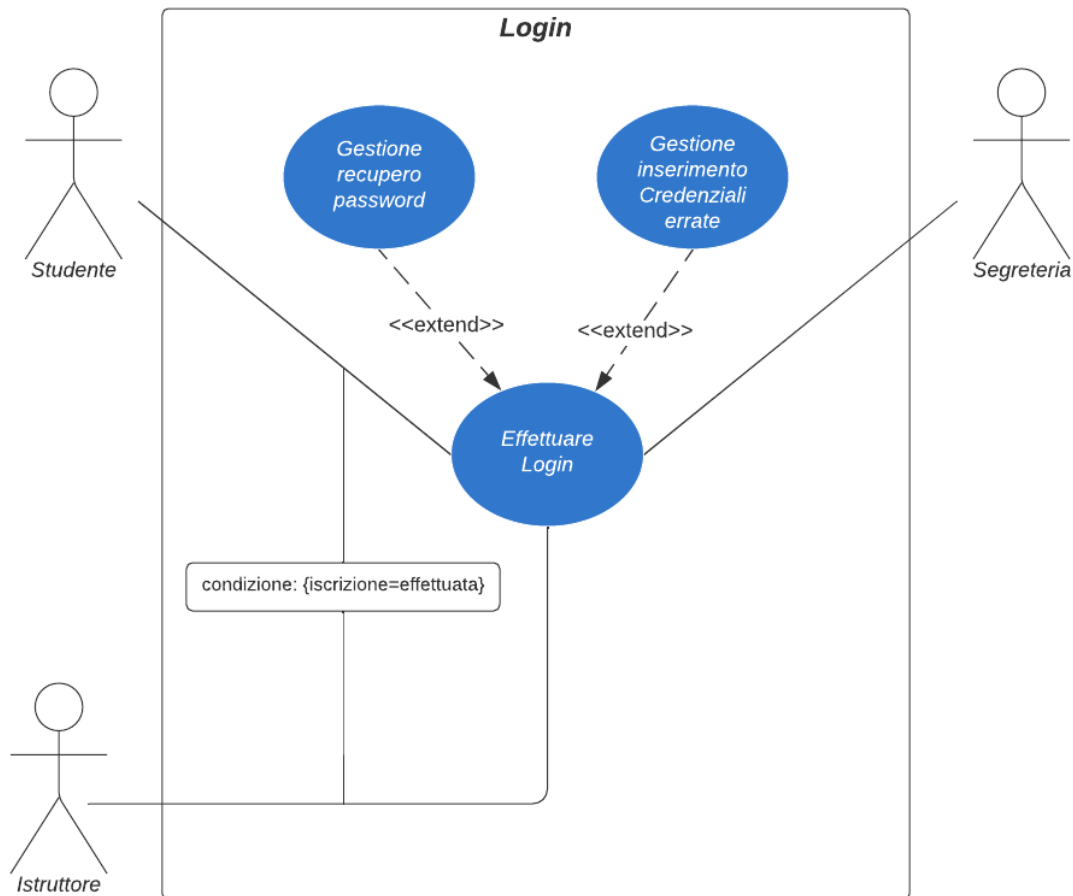 Login
Gestione
recupero
password
Gestione
inserimento
Credenziali
errate
Studente
Segreteria
<<extend>>
<<extend>>
Effettuare
Login
condizione: {iscrizione=effettuata}
Istruttore